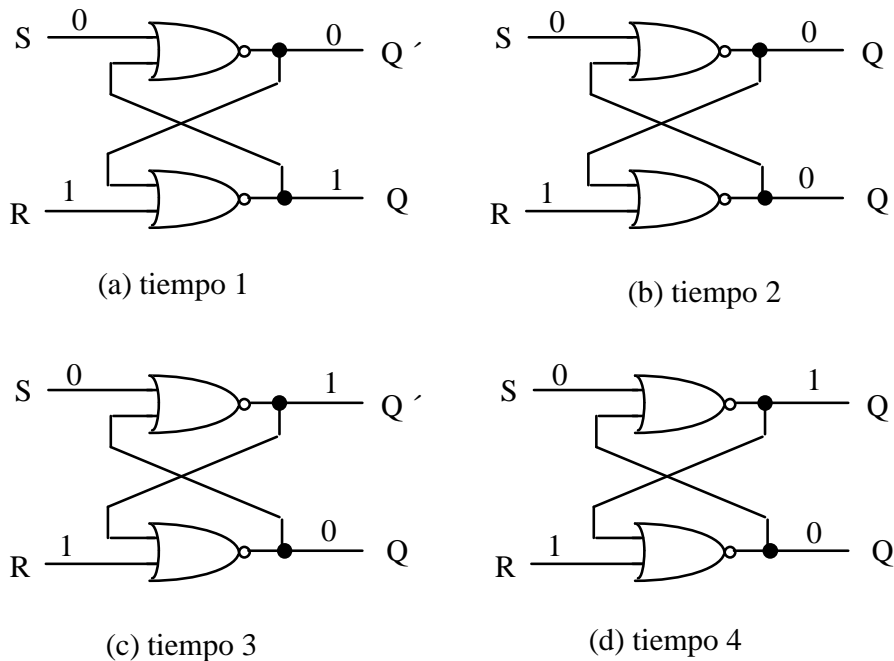 S 0 0 Q ´
R 1 1 Q
(a) tiempo 1
S 0 0 Q
R 1 0 Q
(b) tiempo 2
S 0 1 Q ´
R 1 0 Q
(c) tiempo 3
S 0 1 Q
R 1 0 Q
(d) tiempo 4